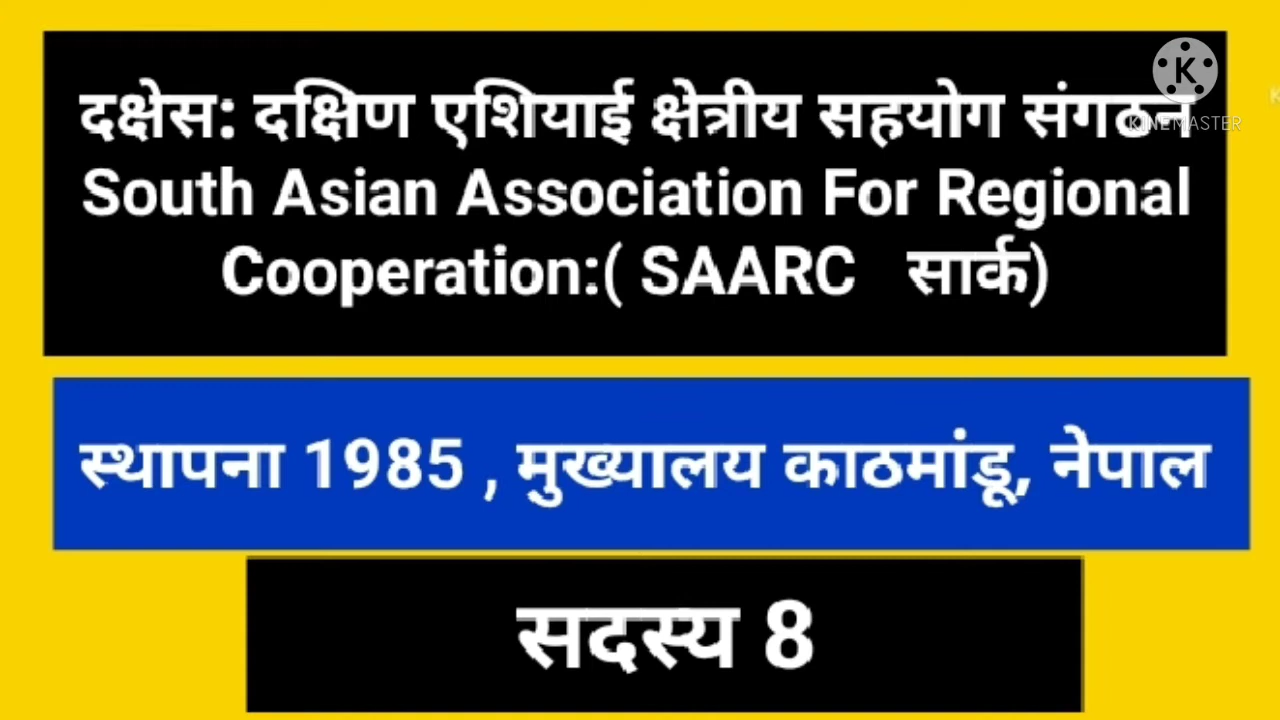 दक्षेस: दक्षिण एशियाई क्षेत्रीय सहयोग संगठन
South Asian Association For Regional
Cooperation:( SAARC सार्क)
स्थापना 1985 , मुख्यालय काठमांडू, नेपाल
सदस्य 8
K
KINEMASTER